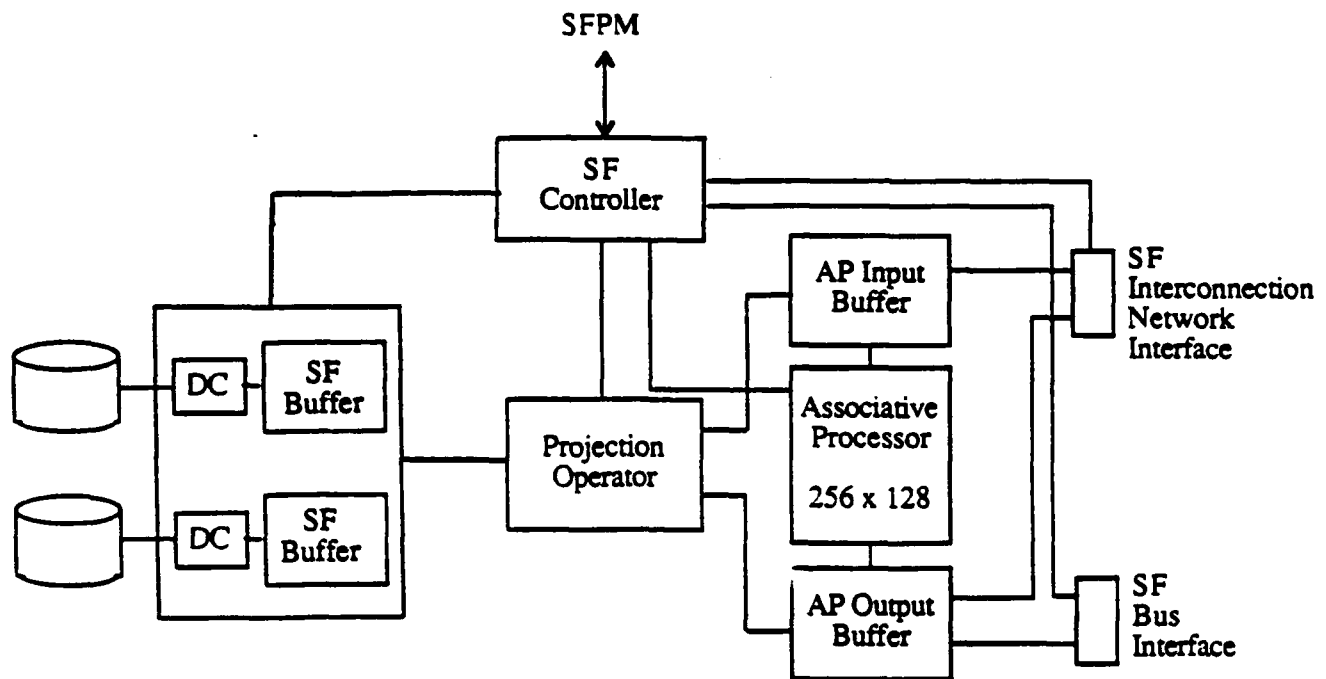 SFPM
SF
Controller
AP Input
Buffer
SF
Interconnection
Network
Interface
DC
SF
Buffer
Projection
Operator
Associative
Processor
256 x 128
DC
SF
Buffer
AP Output
Buffer
SF
Bus
Interface